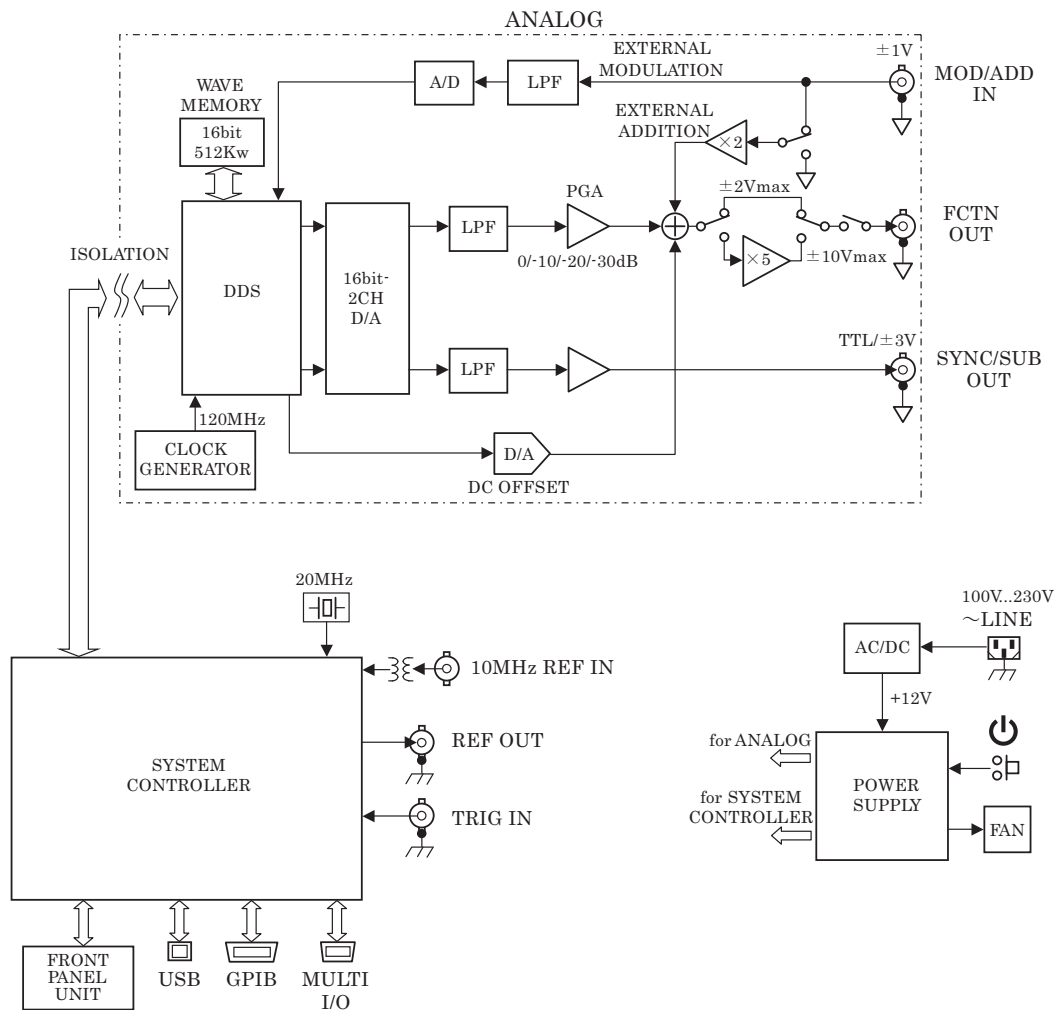 ANALOG
EXTERNAL
MODULATION
±1V
MOD/ADD
IN
A/D
LPF
WAVE
MEMORY
16bit
512Kw
EXTERNAL
ADDITION
×2
±2Vmax
PGA
FCTN
OUT
LPF
0/-10/-20/-30dB
×5
±10Vmax
ISOLATION
DDS
16bit-
2CH
D/A
TTL/±3V
LPF
SYNC/SUB
OUT
120MHz
CLOCK
GENERATOR
D/A
DC OFFSET
20MHz
10MHz REF IN
REF OUT
SYSTEM
CONTROLLER
TRIG IN
FRONT
PANEL
UNIT
USB
GPIB
MULTI
I/O
100V...230V
～LINE
AC/DC
+12V
for ANALOG
POWER
SUPPLY
for SYSTEM
CONTROLLER
FAN